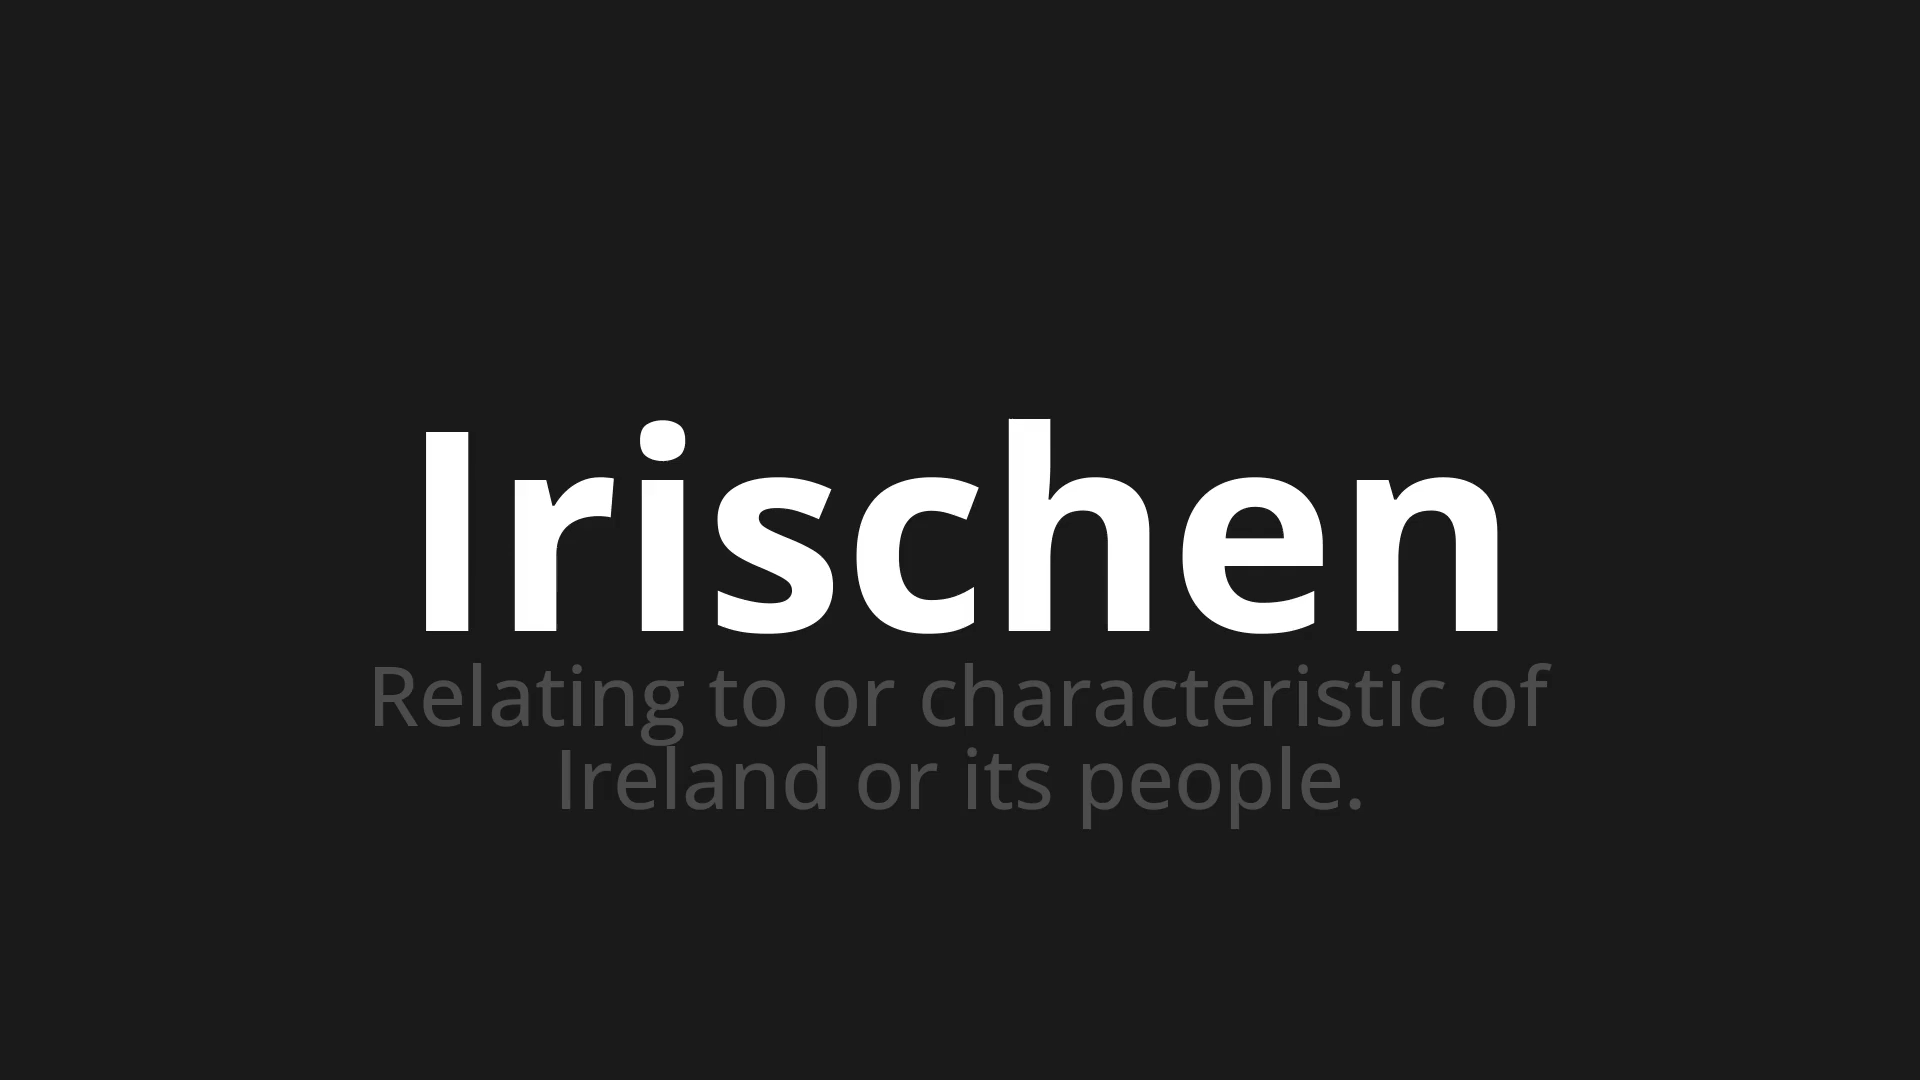 Irischen
Relating to or characteristic of
Ireland or its people.